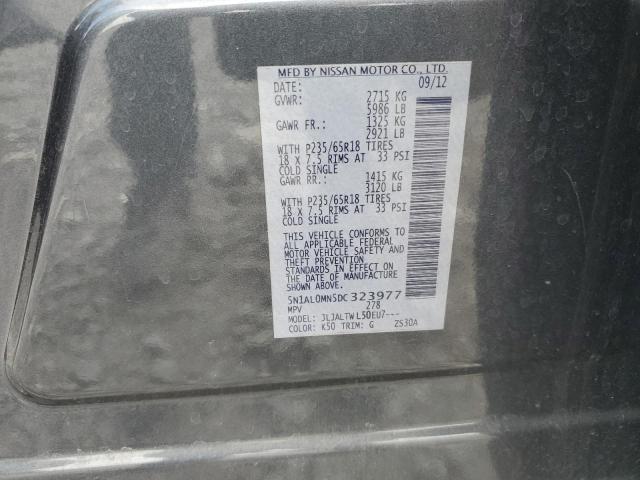 MFD BY NISSAN MOTOR CO., LTD.
DATE: 09/12
GVWR: 2715 KG
5986 LB
GAWR FR.: 1325 KG
2921 LB
WITH P235/65R18 TIRES
18 X 7.5 RIMS AT 33 PSI
COLD SINGLE
GAWR RR.: 1415 KG
3120 LB
WITH P235/65R18 TIRES
18 X 7.5 RIMS AT 33 PSI
COLD SINGLE
THIS VEHICLE CONFORMS TO
ALL APPLICABLE FEDERAL
MOTOR VEHICLE SAFETY AND
THEFT PREVENTION
STANDARDS IN EFFECT ON
THE DATE OF MANUFACTURE
SHOWN ABOVE.
5N1AL0MN5DC323977
MPV 278
MODEL: JLJALTWL50EU7---
COLOR: K50 TRIM: G ZS30A